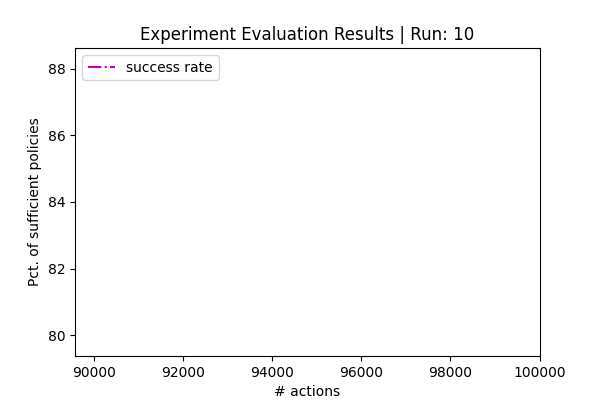 Experiment Evaluation Results | Run: 10
success rate
Pct. of sufficient policies
88
86
84
82
80
90000 92000 94000 96000 98000 100000
# actions